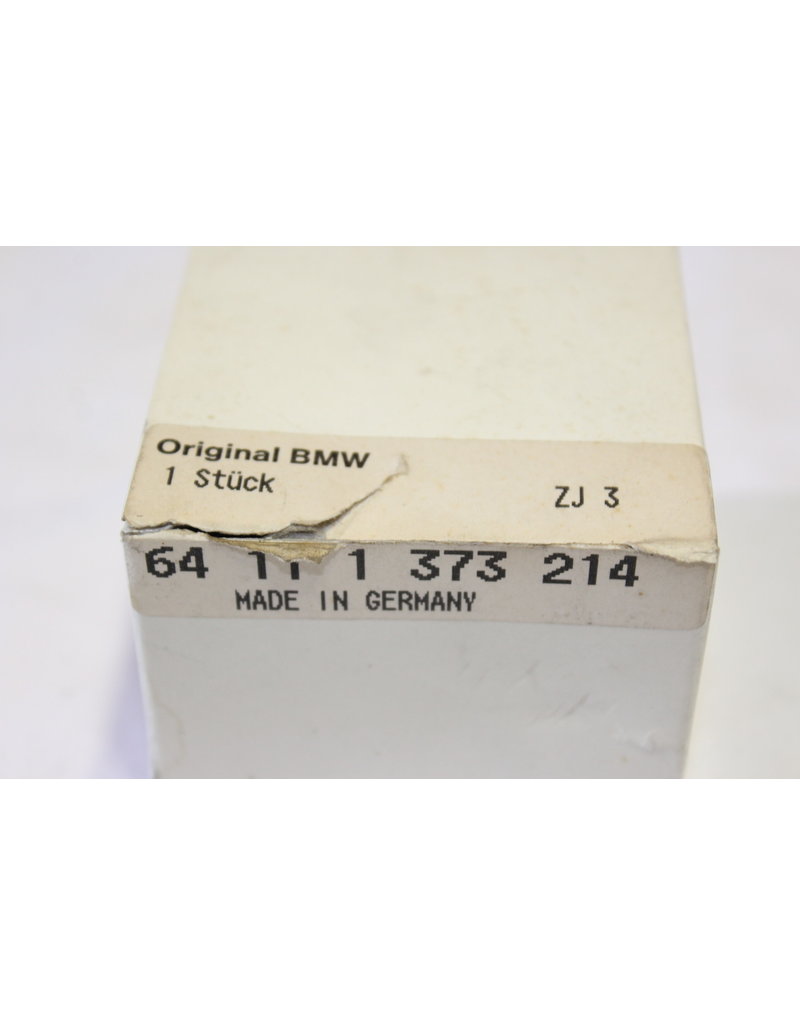 Original BMW
1 Stück
ZJ 3
64 11 1 373 214
MADE IN GERMANY